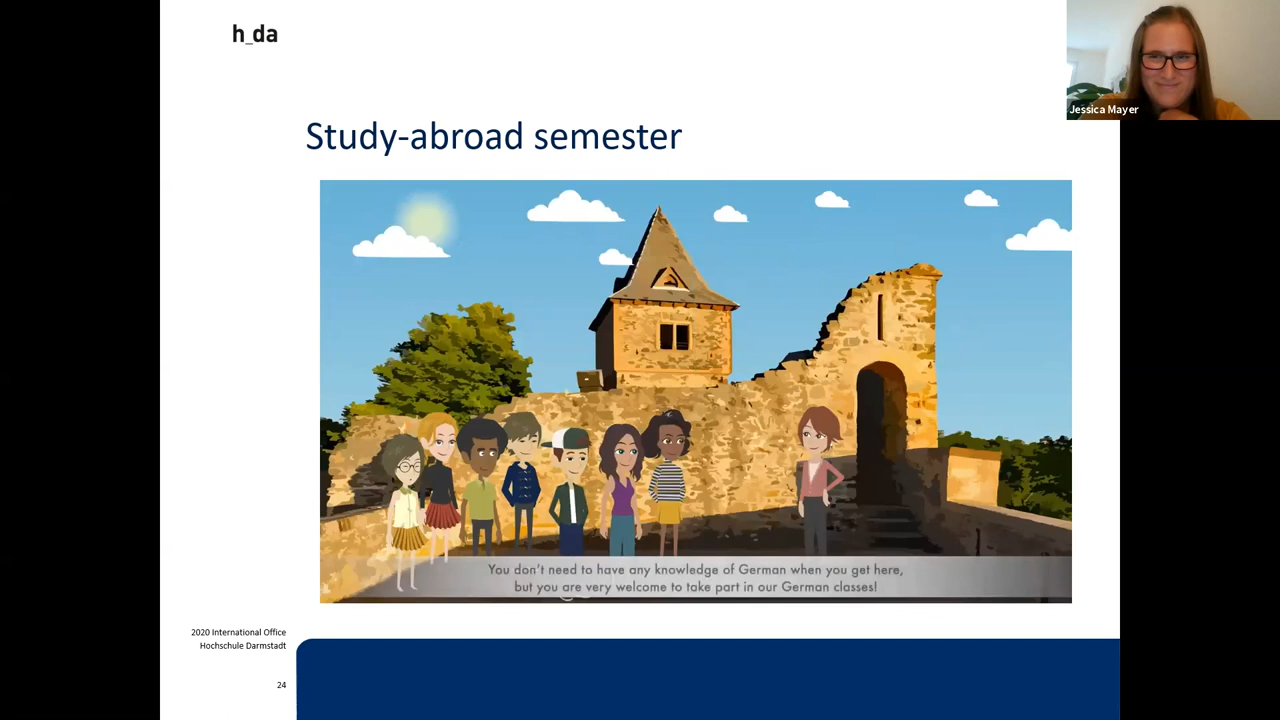 h_da
Jessica Mayer
Study-abroad semester
You don't need to have any knowledge of German when you get here,
but you are very welcome to take part in our German classes!
2020 International Office
Hochschule Darmstadt
24